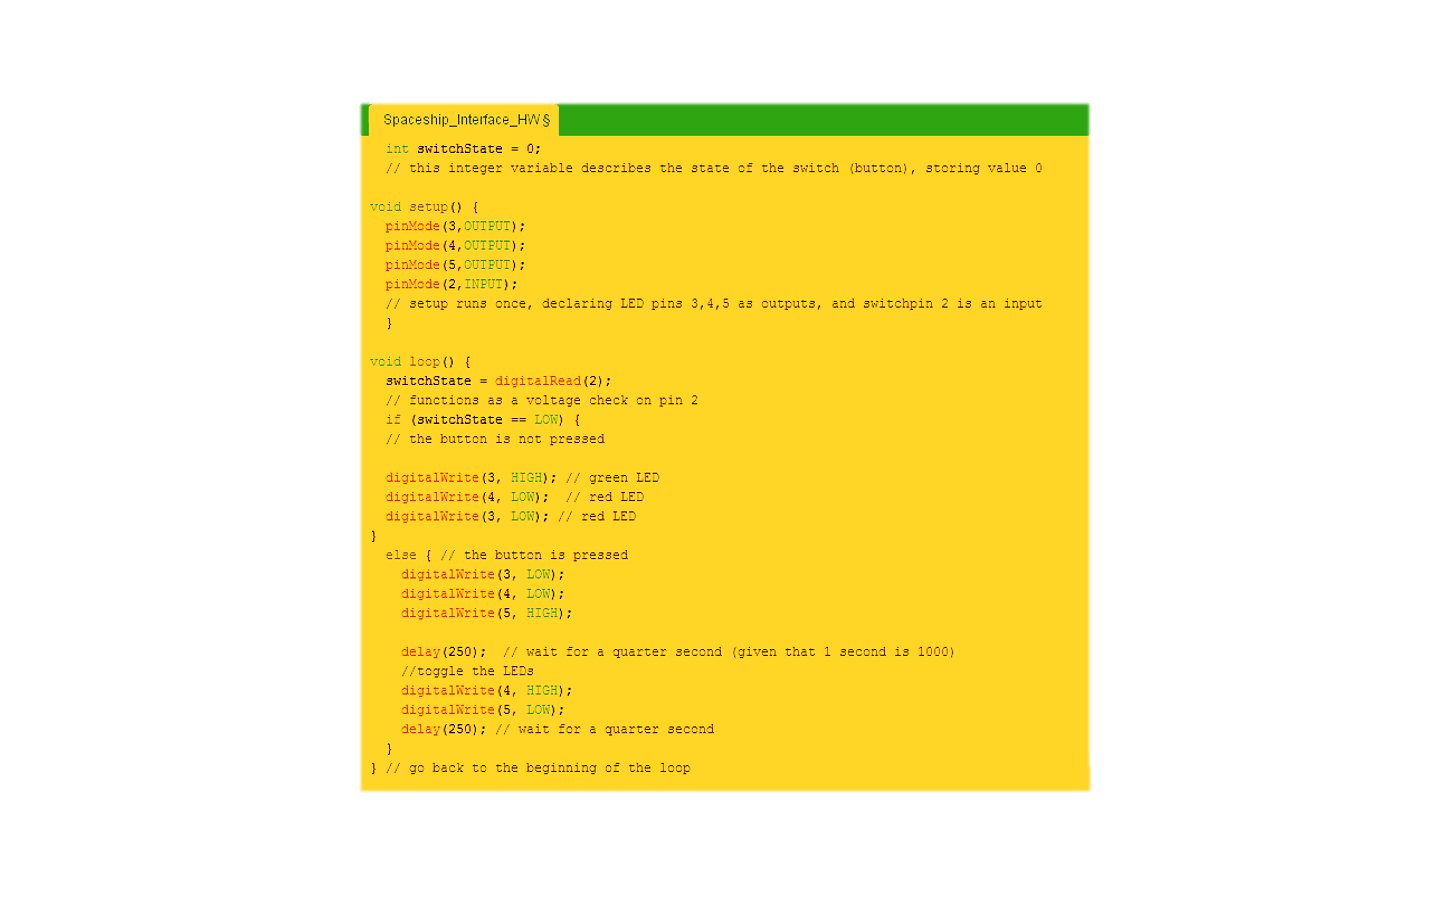 Spaceship_Interface_HW§
int switchState = 0;
// this integer variable describes the state of the switch (button), storing value 0
void setup() {
pinMode(3,OUTPUT);
pinMode(4,OUTPUT);
pinMode(5,OUTPUT);
pinMode(2,INPUT);
// setup runs once, declaring LED pins 3,4,5 as outputs, and switchpin 2 is an input
}
void loop() {
switchState = digitalRead(2);
// functions as a voltage check on pin 2
if (switchState == LOW) {
// the button is not pressed
digitalWrite(3, HIGH); // green LED
digitalWrite(4, LOW);  // red LED
digitalWrite(3, LOW); // red LED
}
else { // the button is pressed
digitalWrite(3, LOW);
digitalWrite(4, LOW);
digitalWrite(5, HIGH);
delay(250);  // wait for a quarter second (given that 1 second is 1000)
//toggle the LEDs
digitalWrite(4, HIGH);
digitalWrite(5, LOW);
delay(250); // wait for a quarter second
}
} // go back to the beginning of the loop